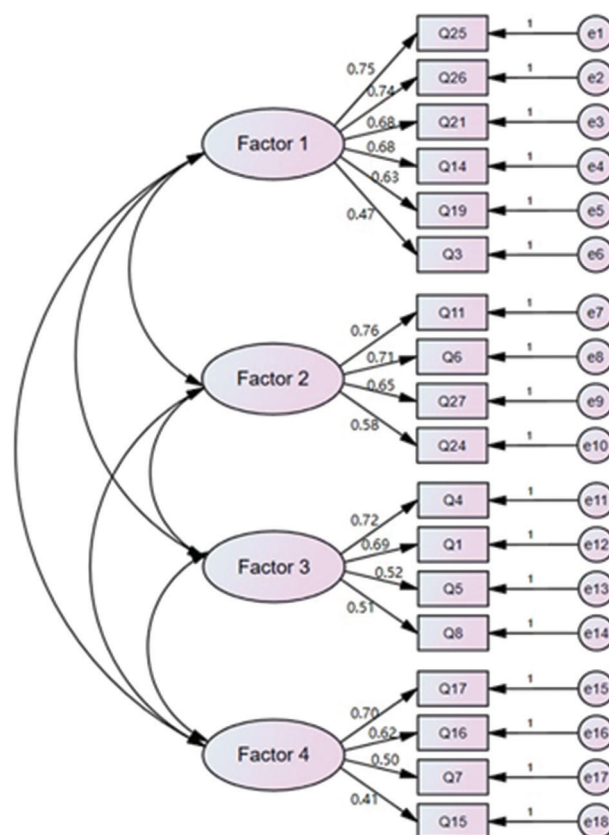 Q25 1 e1
0.75
Q26 1 e2
0.74
Factor 1 0.68 Q21 1 e3
0.68 Q14 1 e4
0.63
Q19 1 e5
0.47
Q3 1 e6
Q11 1 e7
0.76
0.71 Q6 1 e8
Factor 2
0.65 Q27 1 e9
0.58
Q24 1 e10
Q4 1 e11
0.72
0.69 Q1 1 e12
Factor 3
0.52 Q5 1 e13
0.51
Q8 1 e14
Q17 1 e15
0.70
0.62 Q16 1 e16
Factor 4
0.50 Q7 1 e17
0.41
Q15 1 e18